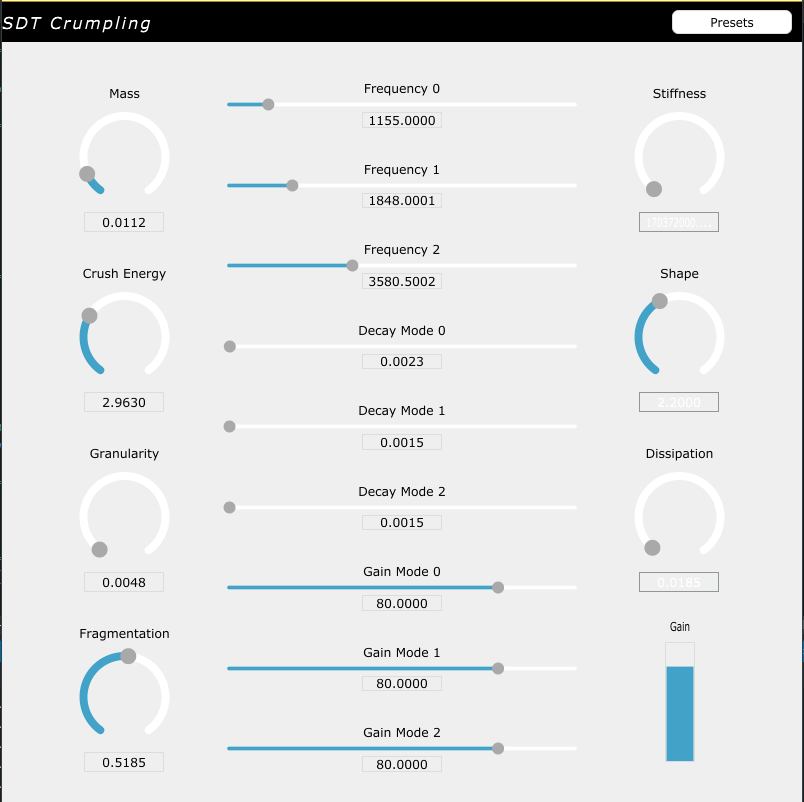 SDT Crumpling
Presets
Mass
0.0112
Crush Energy
2.9630
Granularity
0.0048
Fragmentation
0.5185
Frequency 0
1155.0000
Frequency 1
1848.0001
Frequency 2
3580.5002
Decay Mode 0
0.0023
Decay Mode 1
0.0015
Decay Mode 2
0.0015
Gain Mode 0
80.0000
Gain Mode 1
80.0000
Gain Mode 2
80.0000
Stiffness
170372000....
Shape
2.2000
Dissipation
0.0185
Gain